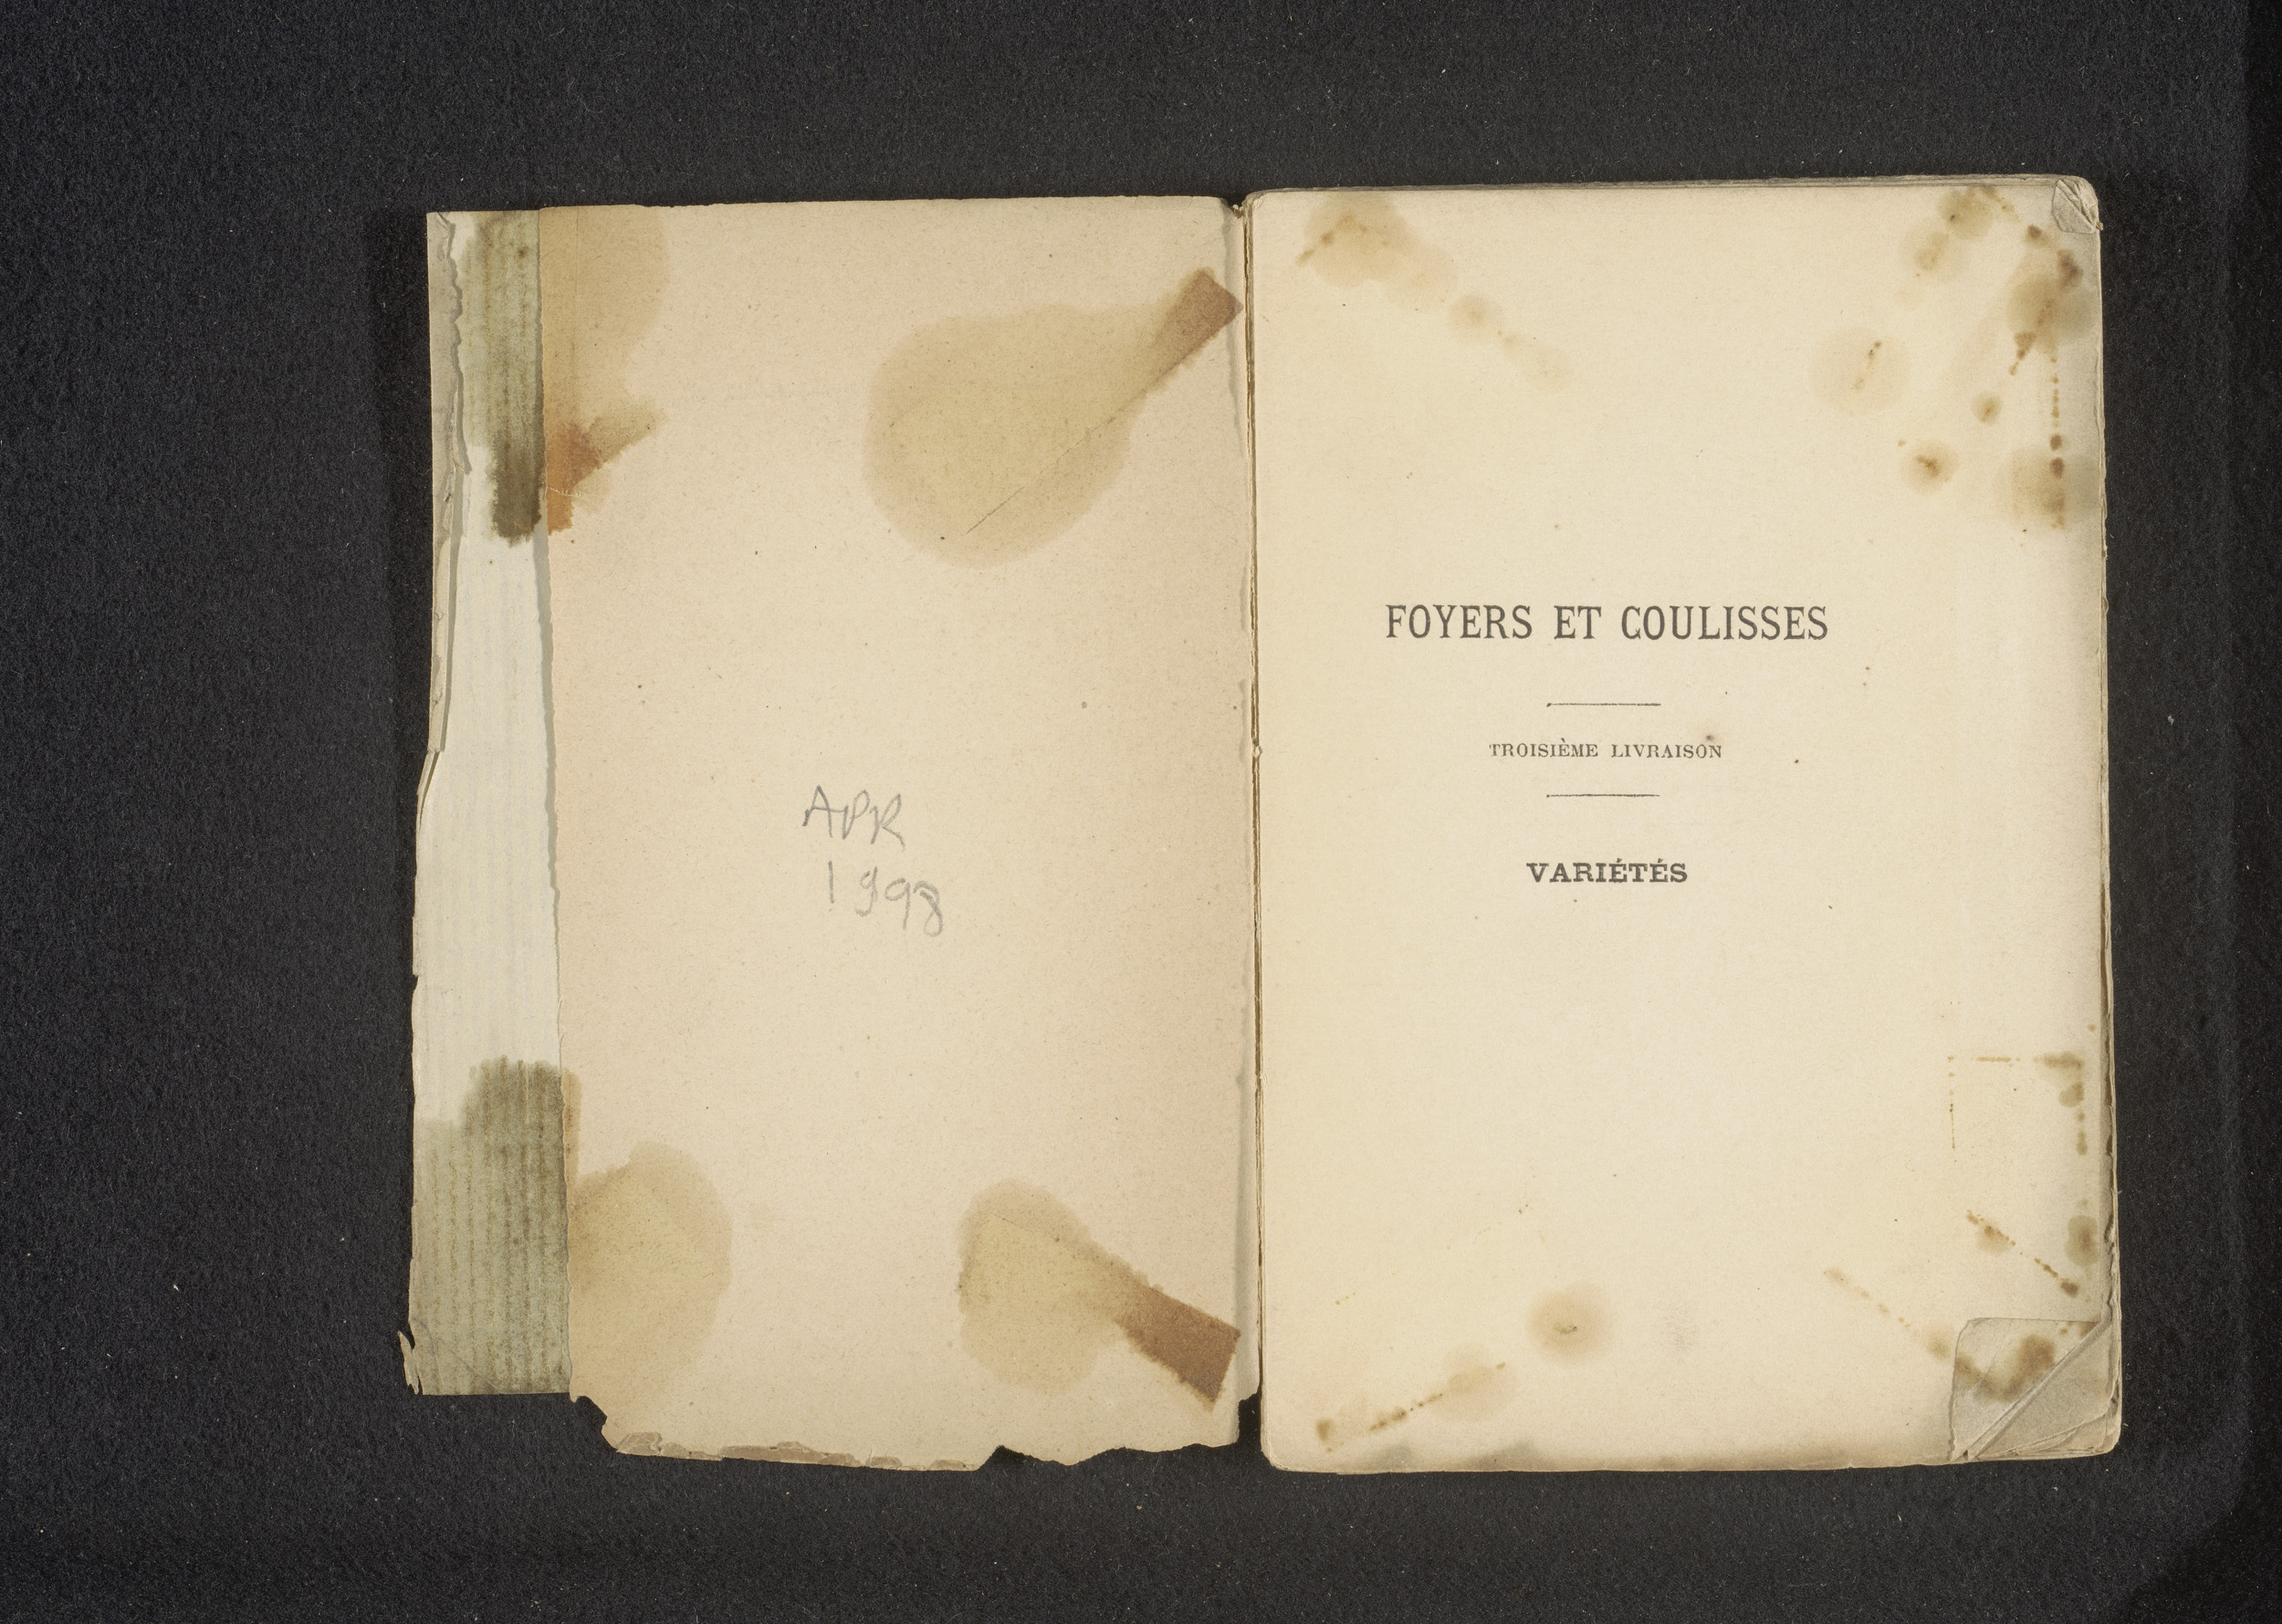 APR
1998
FOYERS ET COULISSES
TROISIÈME LIVRAISON
VARIÉTÉS